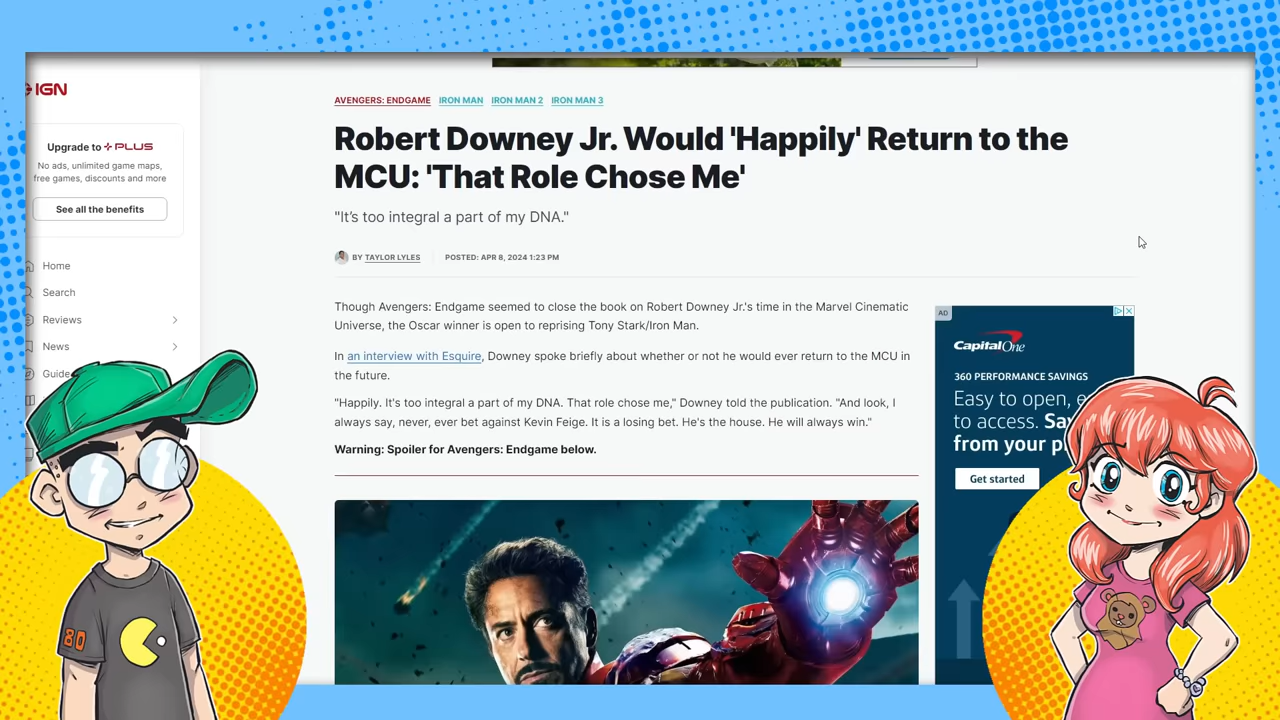 IGN
Upgrade to PLUS
No ads, unlimited game maps,
free games, discounts and more
See all the benefits
Home
Search
Reviews
News
Guide
AVENGERS: ENDGAME IRON MAN IRON MAN 2 IRON MAN 3
Robert Downey Jr. Would 'Happily' Return to the
MCU: 'That Role Chose Me'
"It's too integral a part of my DNA."
BY TAYLOR LYLES POSTED: APR 8, 2024 1:23 PM
Though Avengers: Endgame seemed to close the book on Robert Downey Jr.'s time in the Marvel Cinematic
Universe, the Oscar winner is open to reprising Tony Stark/Iron Man.
In an interview with Esquire, Downey spoke briefly about whether or not he would ever return to the MCU in
the future.
"Happily. It's too integral a part of my DNA. That role chose me," Downey told the publication. "And look, I
always say, never, ever bet against Kevin Feige. It is a losing bet. He's the house. He will always win."
Warning: Spoiler for Avengers: Endgame below.
AD
Capital One
360 PERFORMANCE SAVINGS
Easy to open, e
to access. Sav
from your p
Get started
80